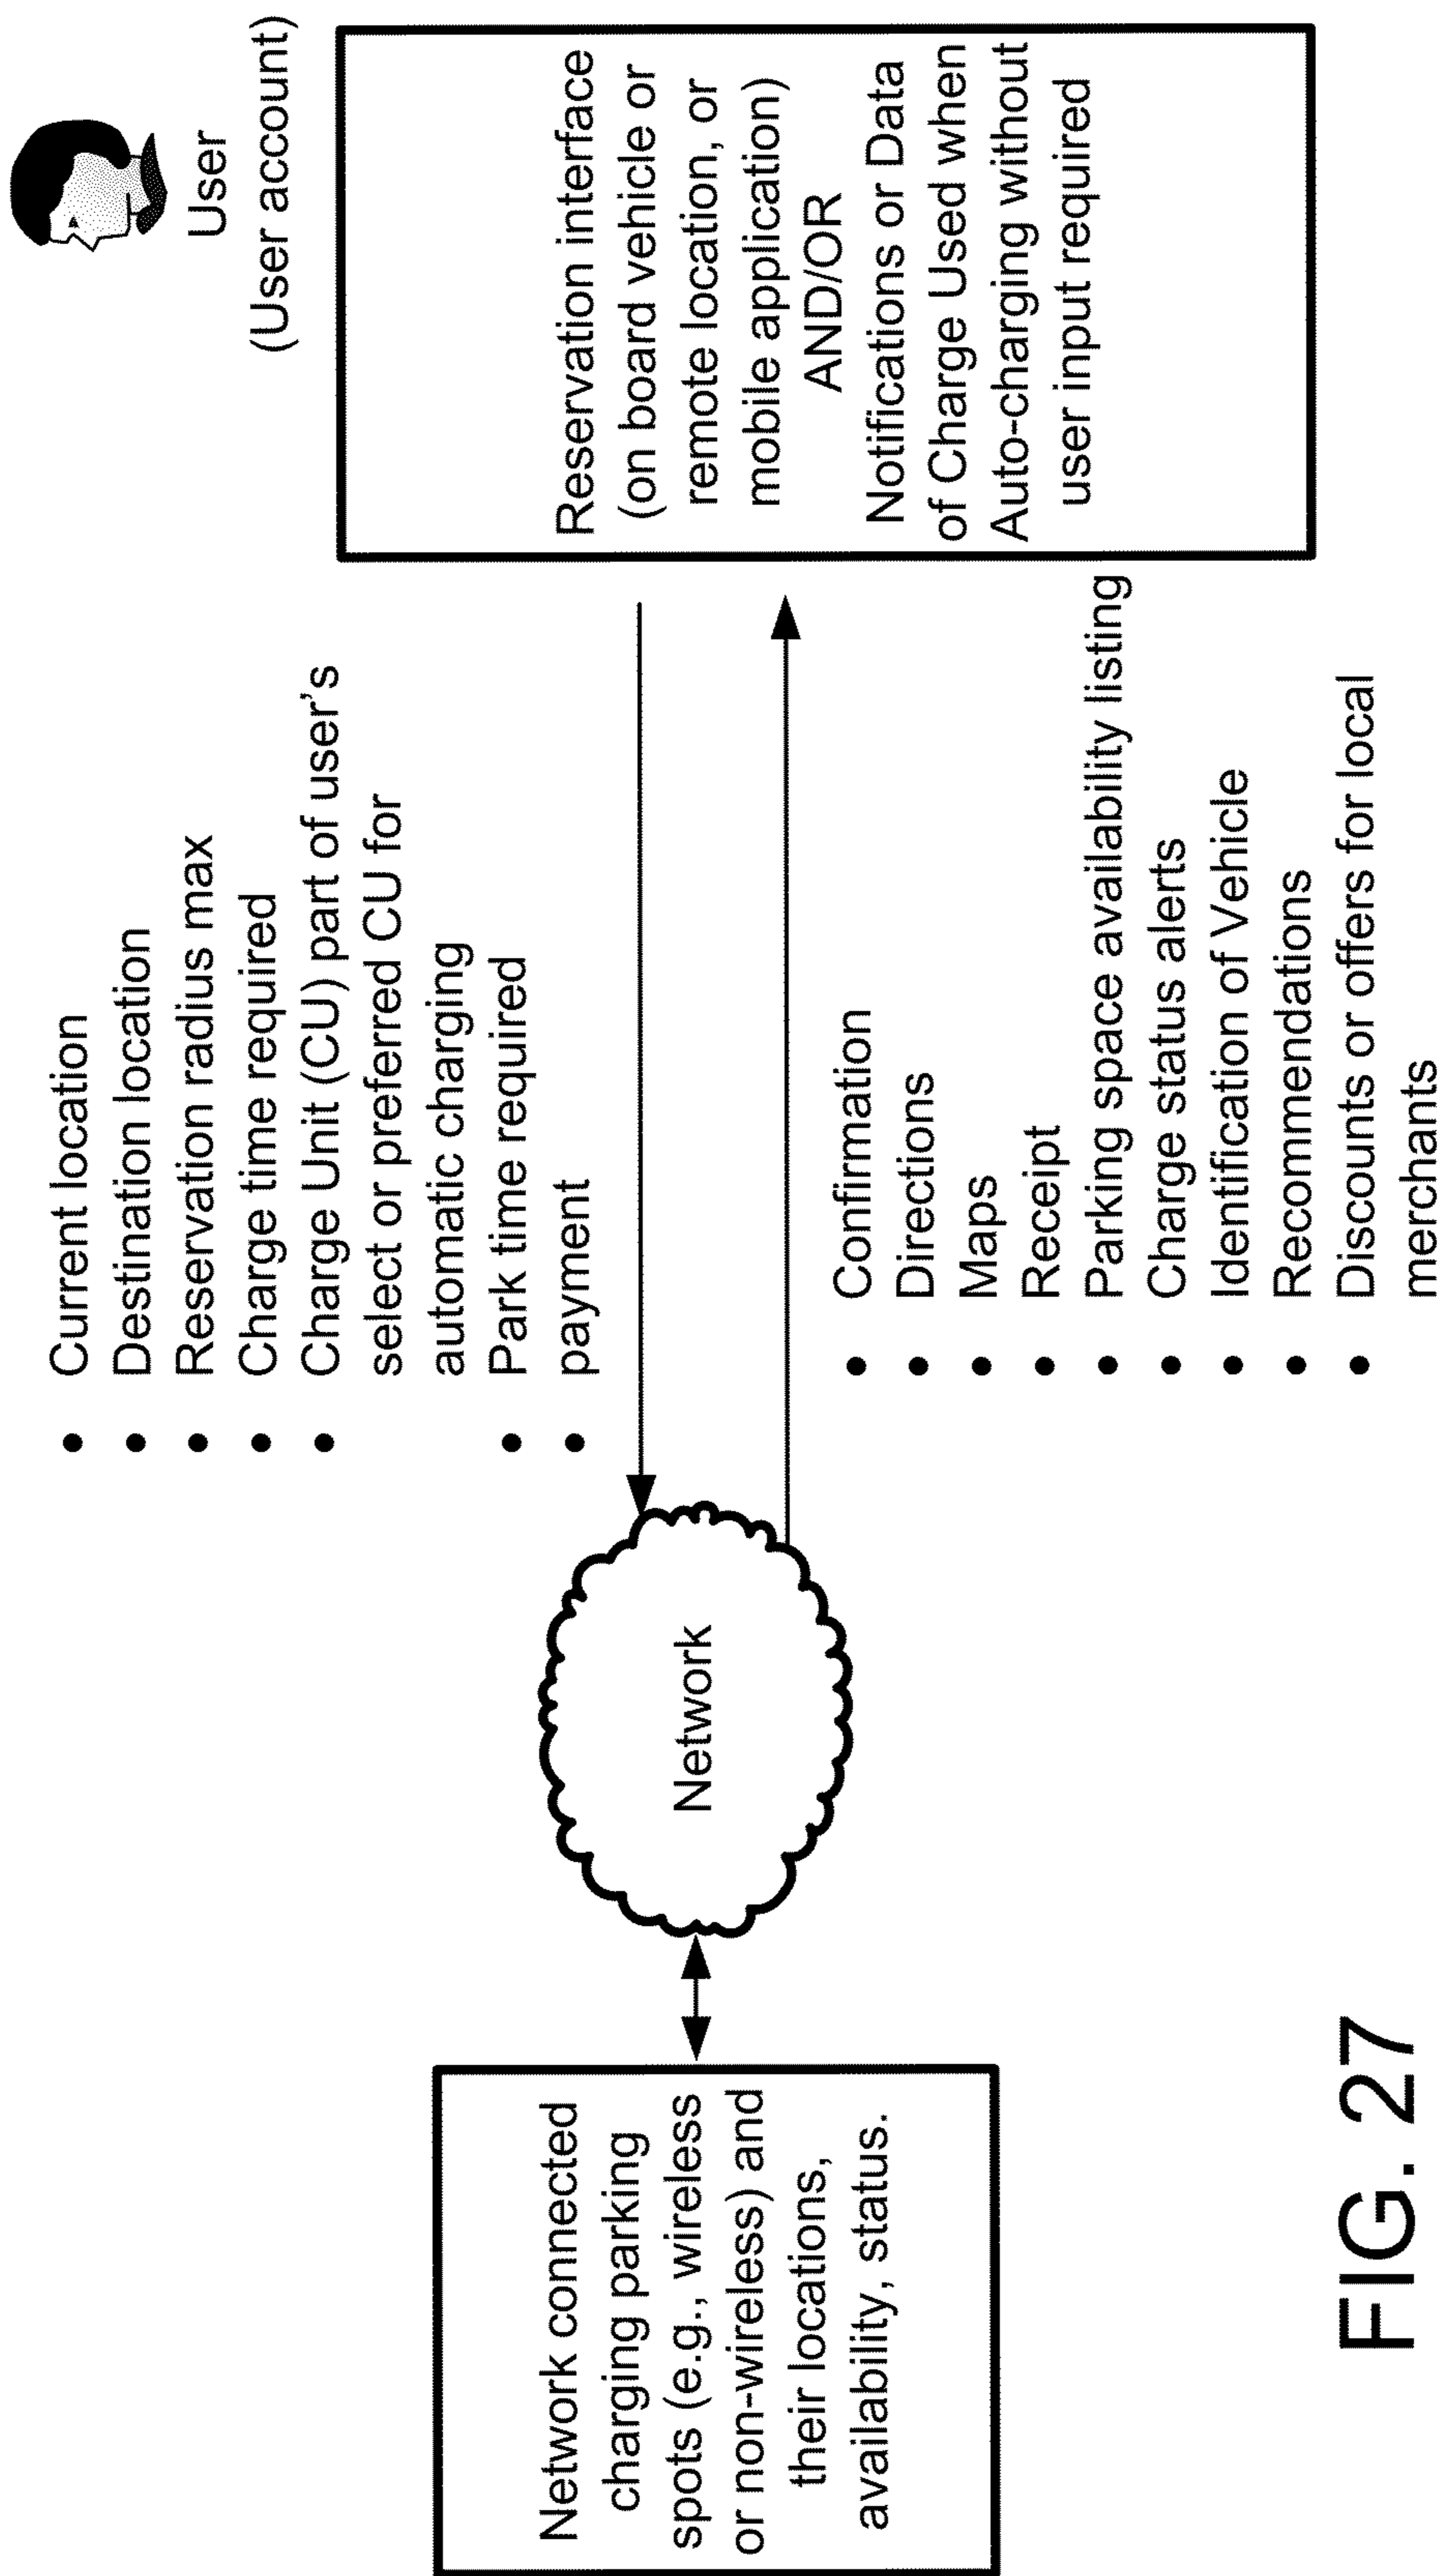 User
(User account)
Network connected
charging parking
spots (e.g., wireless
or non-wireless) and
their locations,
availability, status.
Network
• Current location
• Destination location
• Reservation radius max
• Charge time required
• Charge Unit (CU) part of user's
select or preferred CU for
automatic charging
• Park time required
• payment
• Confirmation
• Directions
• Maps
• Receipt
• Parking space availability listing
• Charge status alerts
• Identification of Vehicle
• Recommendations
• Discounts or offers for local
merchants
Reservation interface
(on board vehicle or
remote location, or
mobile application)
AND/OR
Notifications or Data
of Charge Used when
Auto-charging without
user input required
FIG. 27